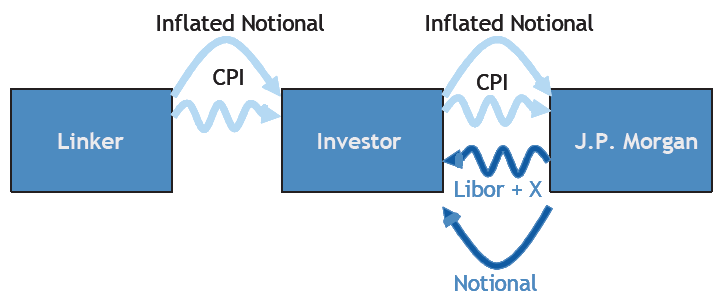 Inflated Notional
Inflated Notional
CPI
CPI
Linker
Investor
J.P. Morgan
Libor + X
Notional